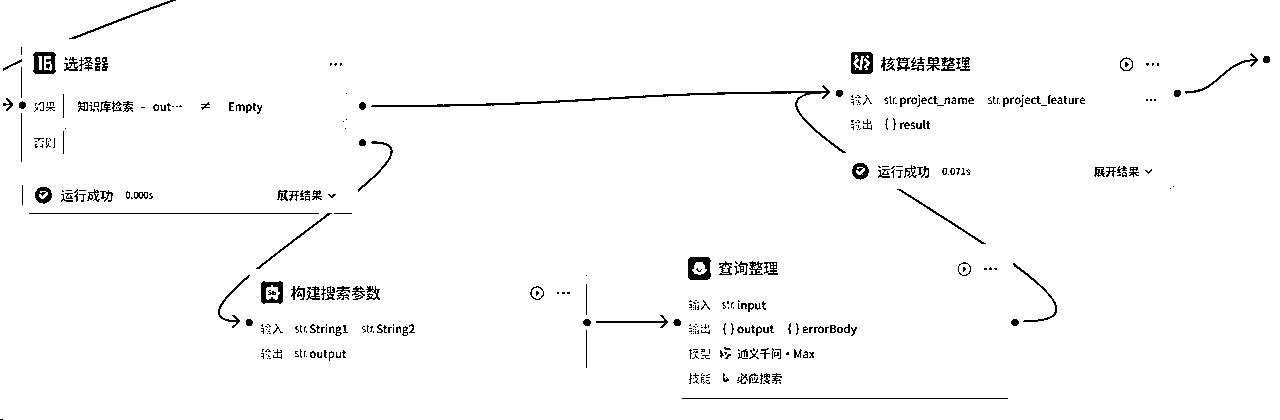 选择器
如果 知识库检索 - out… ≠ Empty
否则
运行成功 0.000s 展开结果
核算结果整理
输入 str.project_name str.project_feature
输出 {}result
运行成功 0.071s 展开结果
构建搜索参数
输入 str.String1 str.String2
输出 str.output
查询整理
输入 str.input
输出 {}output {}errorBody
模型 通义千问·Max
技能 必应搜索